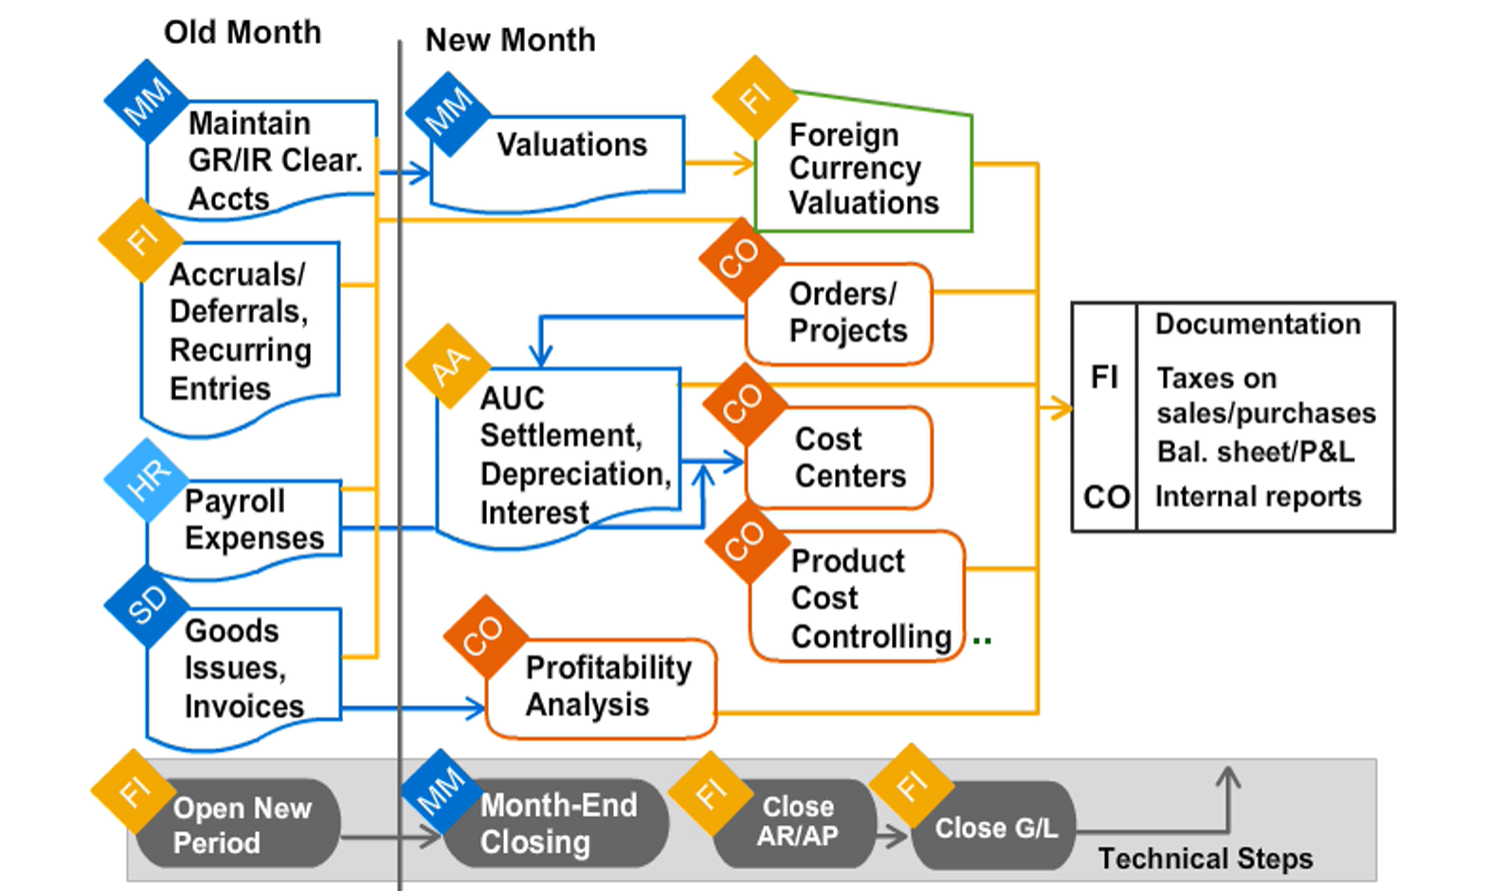 Old Month
New Month
MM
Maintain
GR/IR Clear.
Accts
MM
Valuations
FI
Foreign
Currency
Valuations
FI
Accruals/
Deferrals,
Recurring
Entries
CO
Orders/
Projects
AA
AUC
Settlement,
Depreciation,
Interest
CO
Cost
Centers
HR
Payroll
Expenses
CO
Product
Cost
Controlling ..
SD
Goods
Issues,
Invoices
CO
Profitability
Analysis
Documentation
FI Taxes on
sales/purchases
Bal. sheet/P&L
CO Internal reports
FI
Open New
Period
MM
Month-End
Closing
FI
Close
AR/AP
FI
Close G/L
Technical Steps